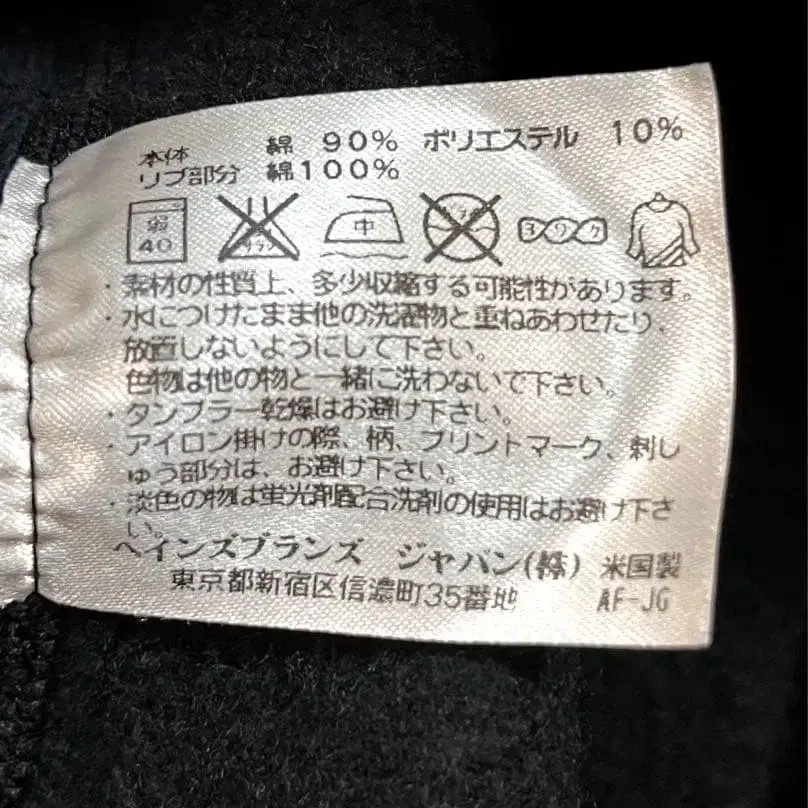 本体 綿 90% ポリエステル 10%
リブ部分 綿100%
弱 40 中 ヨワク
・素材の性質上、多少収縮する可能性があります。
・水につけたまま他の洗濯物と重ねあわせたり、
放置しないようにして下さい。
色物は他の物と一緒に洗わないで下さい。
・タンブラー乾燥はお避け下さい。
・アイロン掛けの際、柄、プリントマーク、刺し
ゅう部分は、お避け下さい。
・淡色の物は蛍光剤配合洗剤の使用はお避け下さ
い。
ヘインズブランズ ジャパン(株) 米国製
東京都新宿区信濃町35番地 AF-JG